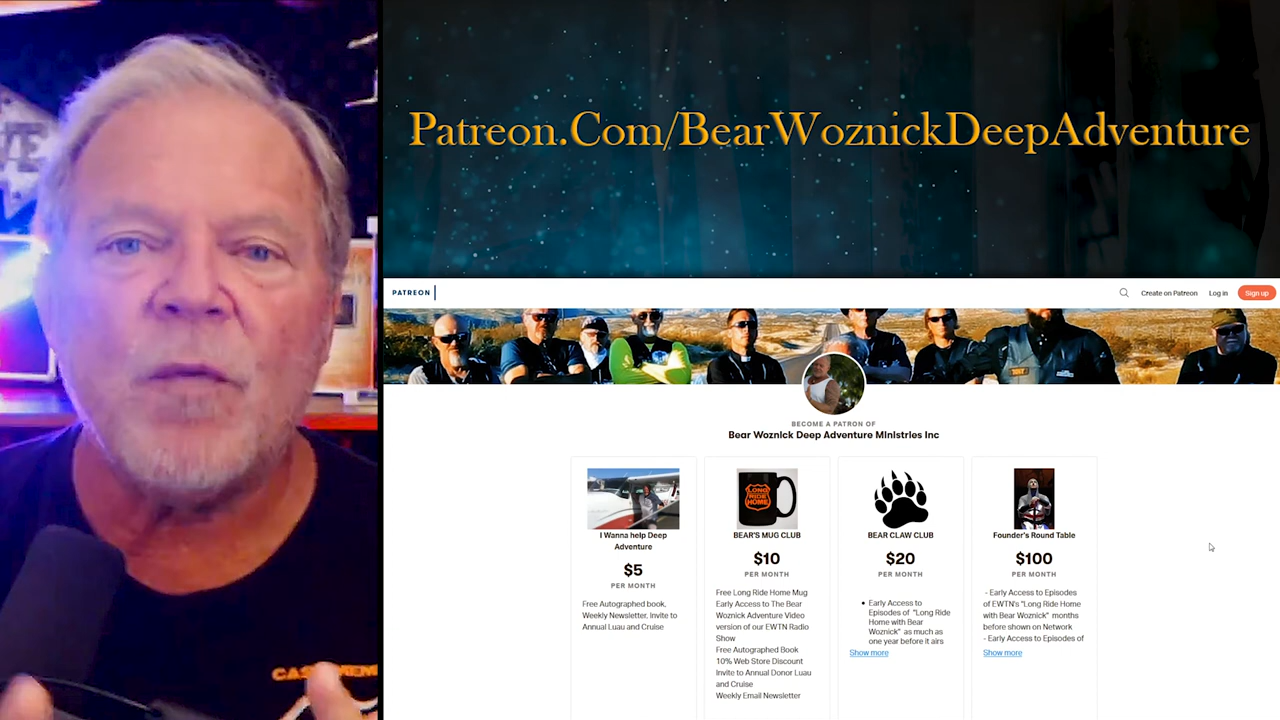 Patreon.Com/BearWoznickDeepAdventure
PATREON
Create on Patreon
Log in
Sign up
BECOME A PATRON OF
Bear Woznick Deep Adventure Ministries Inc
I Wanna help Deep
Adventure
$5
PER MONTH
Free Autographed book,
Weekly Newsletter, Invite to
Annual Luau and Cruise
LONG
RIDE
HOME
BEAR'S MUG CLUB
$10
PER MONTH
Free Long Ride Home Mug
Early Access to The Bear
Woznick Adventure Video
version of our EWTN Radio
Show
Free Autographed Book
10% Web Store Discount
Invite to Annual Donor Luau
and Cruise
Weekly Email Newsletter
BEAR CLAW CLUB
$20
PER MONTH
• Early Access to
Episodes of "Long Ride
Home with Bear
Woznick" as much as
one year before it airs
Show more
Founder's Round Table
$100
PER MONTH
- Early Access to Episodes
of EWTN's "Long Ride Home
with Bear Woznick" months
before shown on Network
- Early Access to Episodes of
Show more